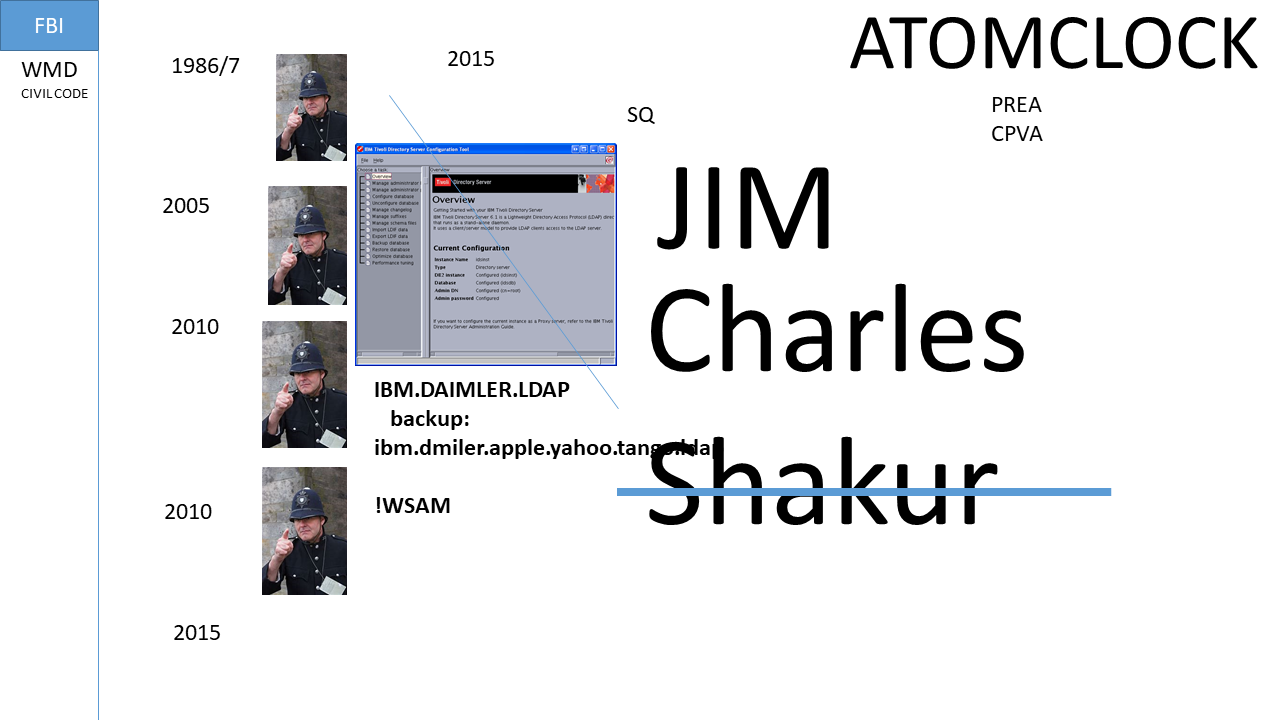 FBI
WMD
CIVILCODE
ATOMCLOCK
PREA
CPVA
1986/7
2015
SQ
JIM
Charles
Shakur
2005
2010
2010
2015
IBM Tivoli Directory Server Configuration Tool
File Help
Choose a task:
Overview
Manage administrator
Manage administrator
Configure database
Unconfigure database
Manage changelog
Manage suffixes
Manage schema files
Import LDIF data
Export LDIF data
Backup database
Restore database
Optimize database
Performance tuning
Overview
Tivoli Directory Server
Overview
Getting Started with your IBM Tivoli Directory Server
IBM Tivoli Directory Server 6.1 is a Lightweight Directory Access Protocol (LDAP) direc
that runs as a stand-alone daemon.
It uses a client/server model to provide LDAP clients access to the LDAP server.
Current Configuration
Instance Name idsinst
Type Directory server
DB2 instance Configured (idsinst)
Database Configured (idsdb)
Admin DN Configured (cn=root)
Admin password Configured
If you want to configure the current instance as a Proxy server, refer to the IBM Tivoli
Directory Server Administration Guide.
IBM.DAIMLER.LDAP
backup:
ibm.dmiler.apple.yahoo.tango.ldap
!WSAM